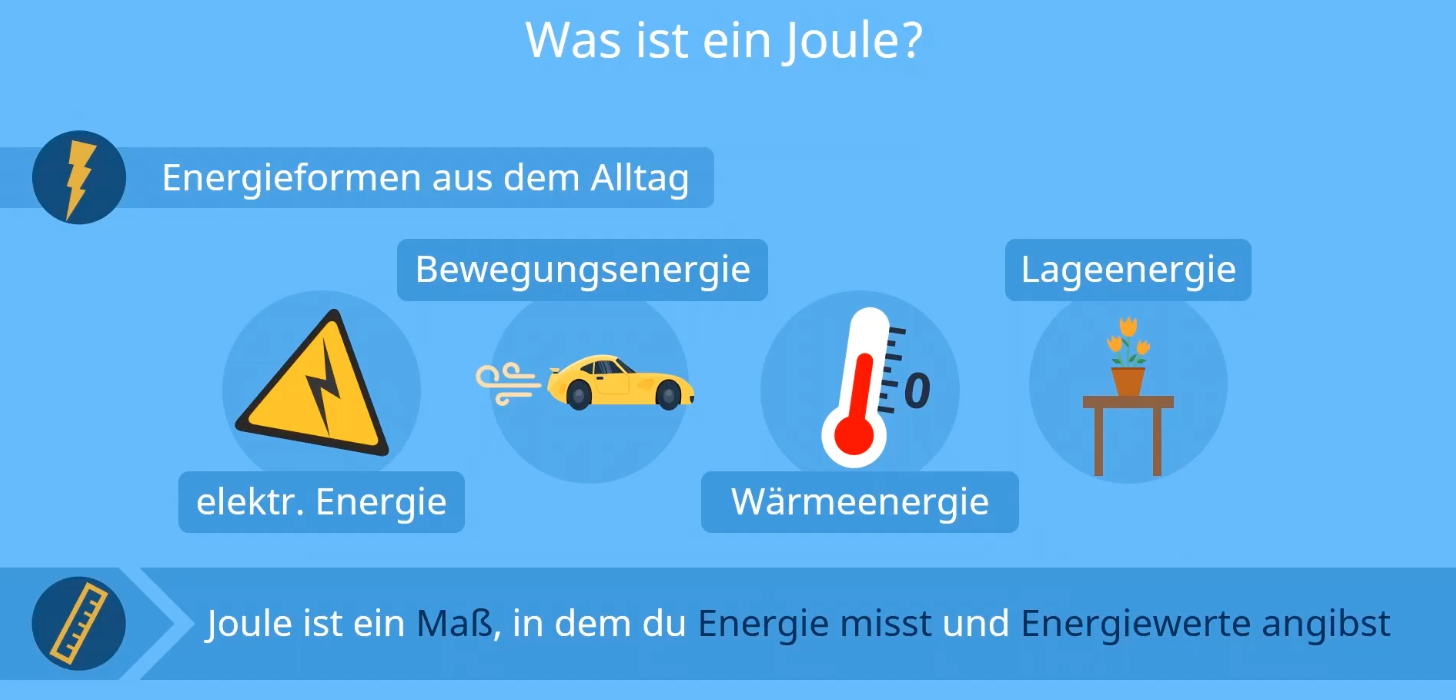 Was ist ein Joule?
Energieformen aus dem Alltag
Bewegungsenergie
Lageenergie
0
elektr. Energie
Wärmeenergie
Joule ist ein Maß, in dem du Energie misst und Energiewerte angibst